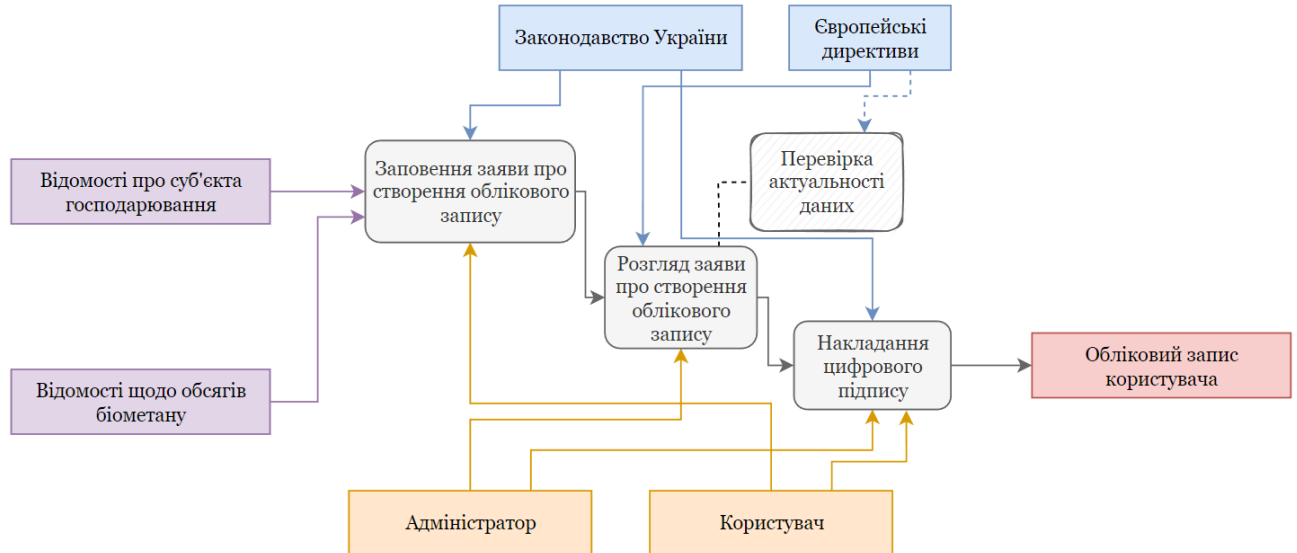 Законодавство України
Європейські
директиви
Відомості про суб'єкта
господарювання
Заповення заяви про
створення облікового
запису
Перевірка
актуальності
даних
Розгляд заяви
про створення
облікового
запису
Накладання
цифрового
підпису
Обліковий запис
користувача
Відомості щодо обсягів
біометану
Адміністратор
Користувач